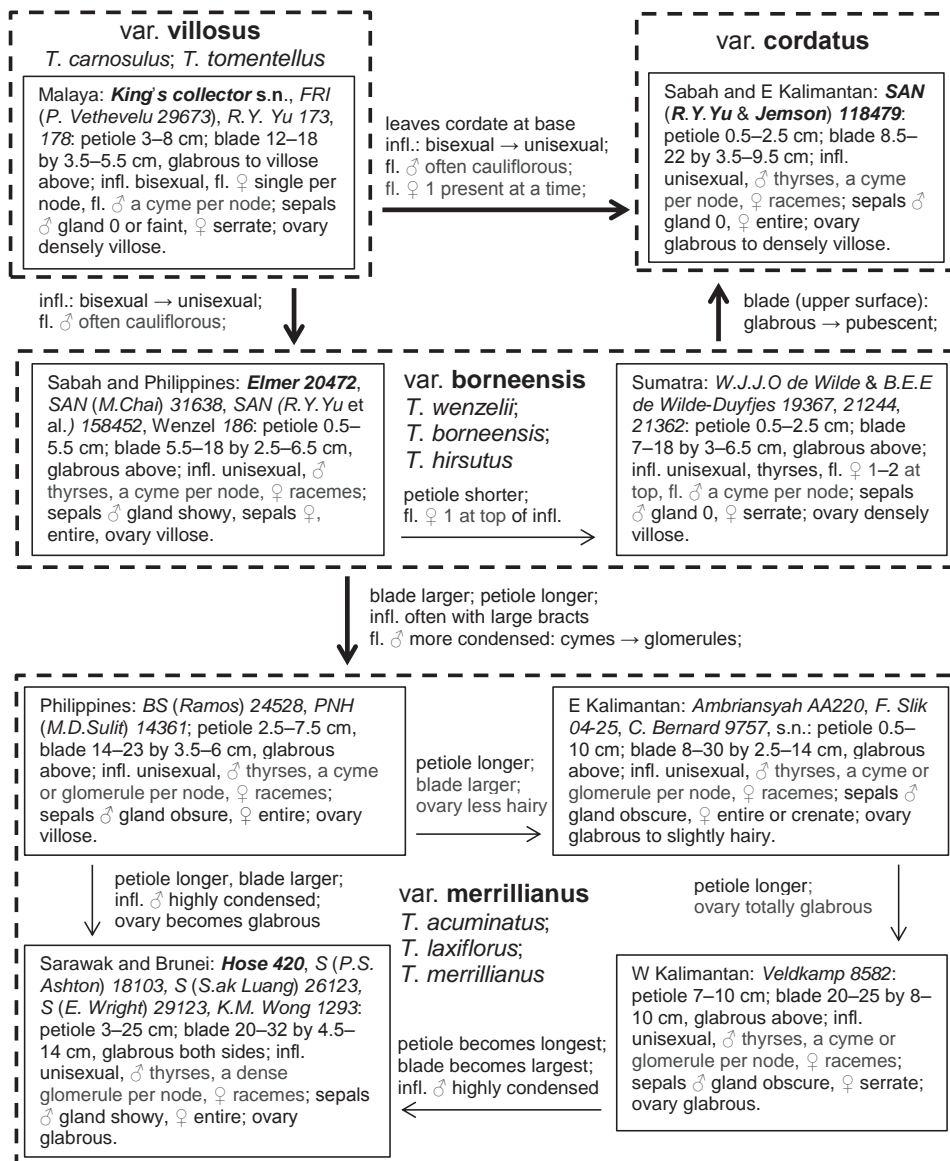 var. villosus
T. carnosulus; T. tomentellus
Malaya: King's collector s.n., FRI
(P. Vethevelu 29673), R.Y. Yu 173,
178: petiole 3–8 cm; blade 12–18
by 3.5–5.5 cm, glabrous to villose
above; infl. bisexual, fl. ♀ single per
node, fl. ♂ a cyme per node; sepals
♂ gland 0 or faint, ♀ serrate; ovary
densely villose.
leaves cordate at base
infl.: bisexual → unisexual;
fl. ♂ often cauliflorous;
fl. ♀ 1 present at a time;
var. cordatus
Sabah and E Kalimantan: SAN
(R.Y.Yu & Jemson) 118479:
petiole 0.5–2.5 cm; blade 8.5–
22 by 3.5–9.5 cm; infl.
unisexual, ♂ thyrses, a cyme
per node, ♀ racemes; sepals
♂ gland 0, ♀ entire; ovary
glabrous to densely villose.
infl.: bisexual → unisexual;
fl. ♂ often cauliflorous;
blade (upper surface):
glabrous → pubescent;
Sabah and Philippines: Elmer 20472,
SAN (M.Chai) 31638, SAN (R.Y.Yu et
al.) 158452, Wenzel 186: petiole 0.5–
5.5 cm; blade 5.5–18 by 2.5–6.5 cm,
glabrous above; infl. unisexual, ♂
thyrses, a cyme per node, ♀ racemes;
sepals ♂ gland showy, sepals ♀,
entire, ovary villose.
var. borneensis
T. wenzelii;
T. borneensis;
T. hirsutus
petiole shorter;
fl. ♀ 1 at top of infl.
Sumatra: W.J.J.O de Wilde & B.E.E
de Wilde-Duyfjes 19367, 21244,
21362: petiole 0.5–2.5 cm; blade
7–18 by 3–6.5 cm, glabrous above;
infl. unisexual, thyrses, fl. ♀ 1–2 at
top, fl. ♂ a cyme per node; sepals
♂ gland 0, ♀ serrate; ovary densely
villose.
blade larger; petiole longer;
infl. often with large bracts
fl. ♂ more condensed: cymes → glomerules;
Philippines: BS (Ramos) 24528, PNH
(M.D.Sulit) 14361; petiole 2.5–7.5 cm,
blade 14–23 by 3.5–6 cm, glabrous
above; infl. unisexual, ♂ thyrses, a cyme
or glomerule per node, ♀ racemes;
sepals ♂ gland obsure, ♀ entire; ovary
villose.
petiole longer;
blade larger;
ovary less hairy
E Kalimantan: Ambriansyah AA220, F. Slik
04-25, C. Bernard 9757, s.n.: petiole 0.5–
10 cm; blade 8–30 by 2.5–14 cm, glabrous
above; infl. unisexual, ♂ thyrses, a cyme or
glomerule per node, ♀ racemes; sepals ♂
gland obscure, ♀ entire or crenate; ovary
glabrous to slightly hairy.
petiole longer, blade larger;
infl. ♂ highly condensed;
ovary becomes glabrous
var. merrillianus
T. acuminatus;
T. laxiflorus;
T. merrillianus
petiole longer;
ovary totally glabrous
Sarawak and Brunei: Hose 420, S (P.S.
Ashton) 18103, S (S.ak Luang) 26123,
S (E. Wright) 29123, K.M. Wong 1293:
petiole 3–25 cm; blade 20–32 by 4.5–
14 cm, glabrous both sides; infl.
unisexual, ♂ thyrses, a dense
glomerule per node, ♀ racemes; sepals
♂ gland showy, ♀ entire; ovary
glabrous.
petiole becomes longest;
blade becomes largest;
infl. ♂ highly condensed
W Kalimantan: Veldkamp 8582:
petiole 7–10 cm; blade 20–25 by 8–
10 cm, glabrous above; infl.
unisexual, ♂ thyrses, a cyme or
glomerule per node, ♀ racemes;
sepals ♂ gland obscure, ♀ serrate;
ovary glabrous.